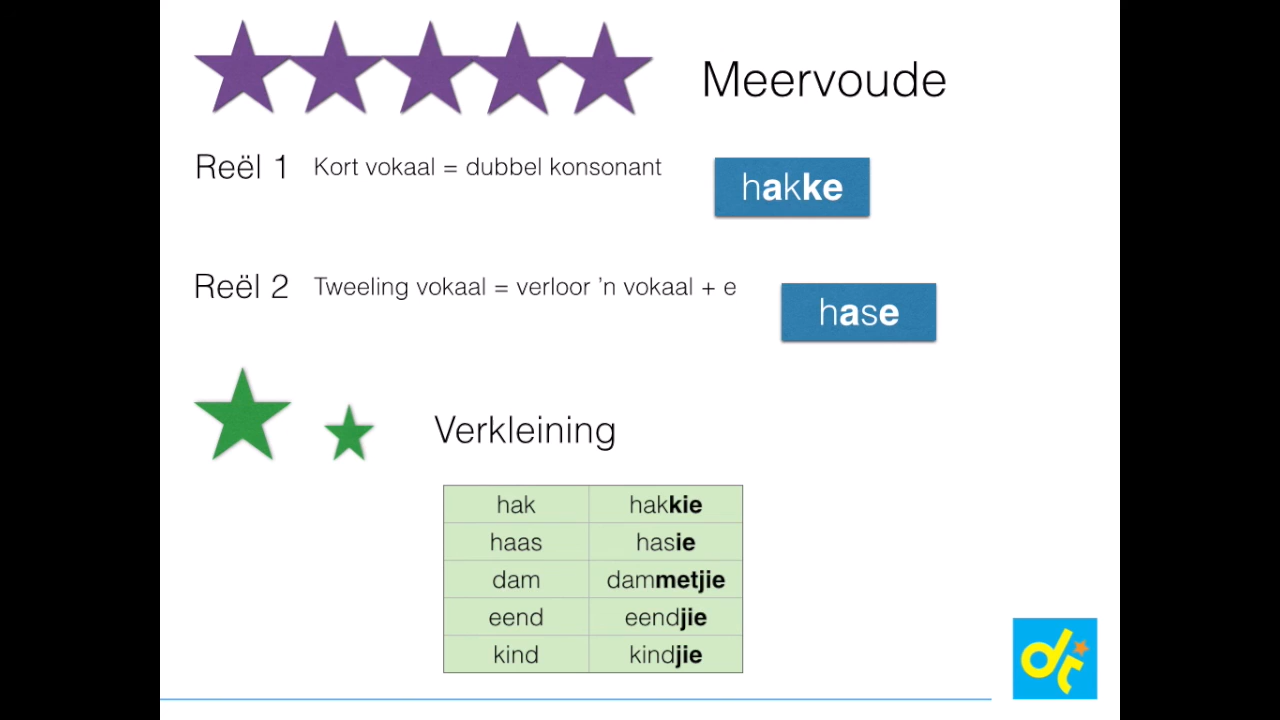 Meervoude
Reël 1 Kort vokaal = dubbel konsonant
hakke
Reël 2 Tweeling vokaal = verloor ’n vokaal + e
hase
Verkleining
hak hakkie
haas hasie
dam dammetjie
eend eendjie
kind kindjie